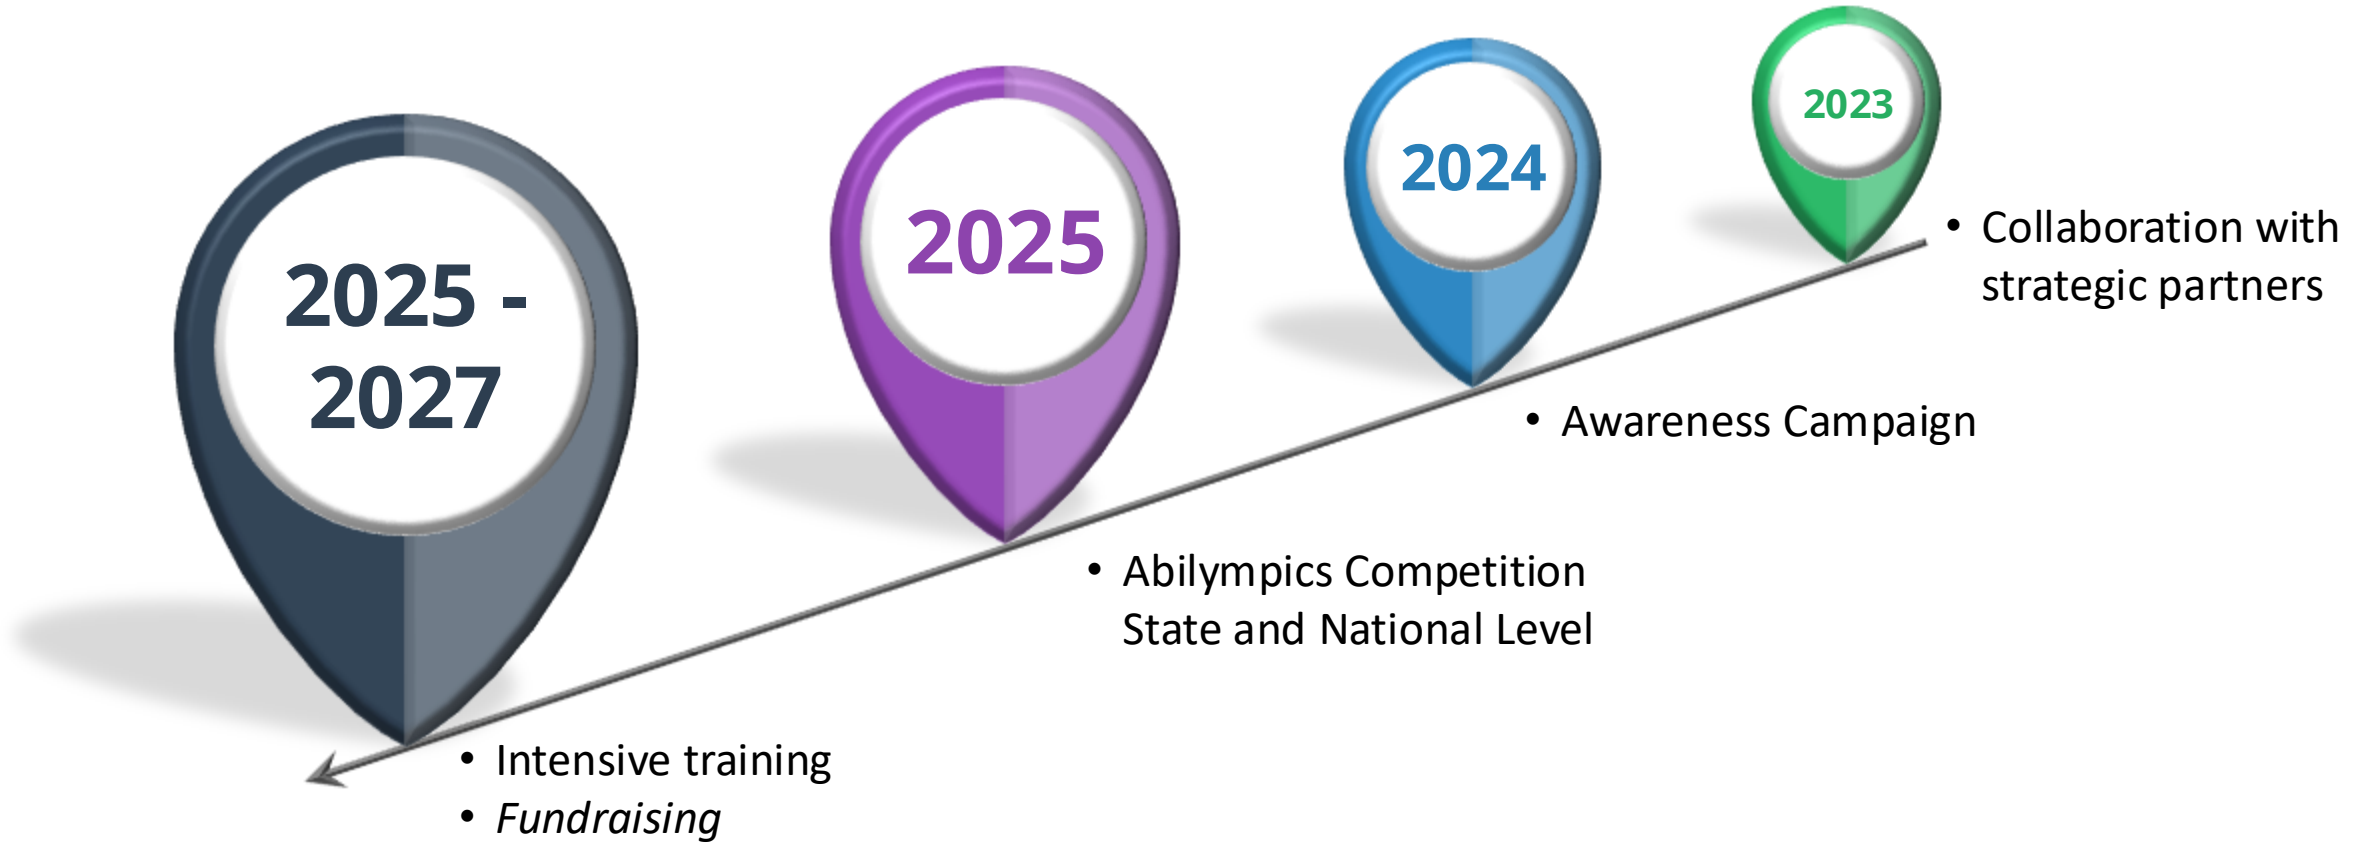 2025 -
2027
• Intensive training
• Fundraising
2025
• Abilympics Competition
State and National Level
2024
• Awareness Campaign
2023
• Collaboration with
strategic partners